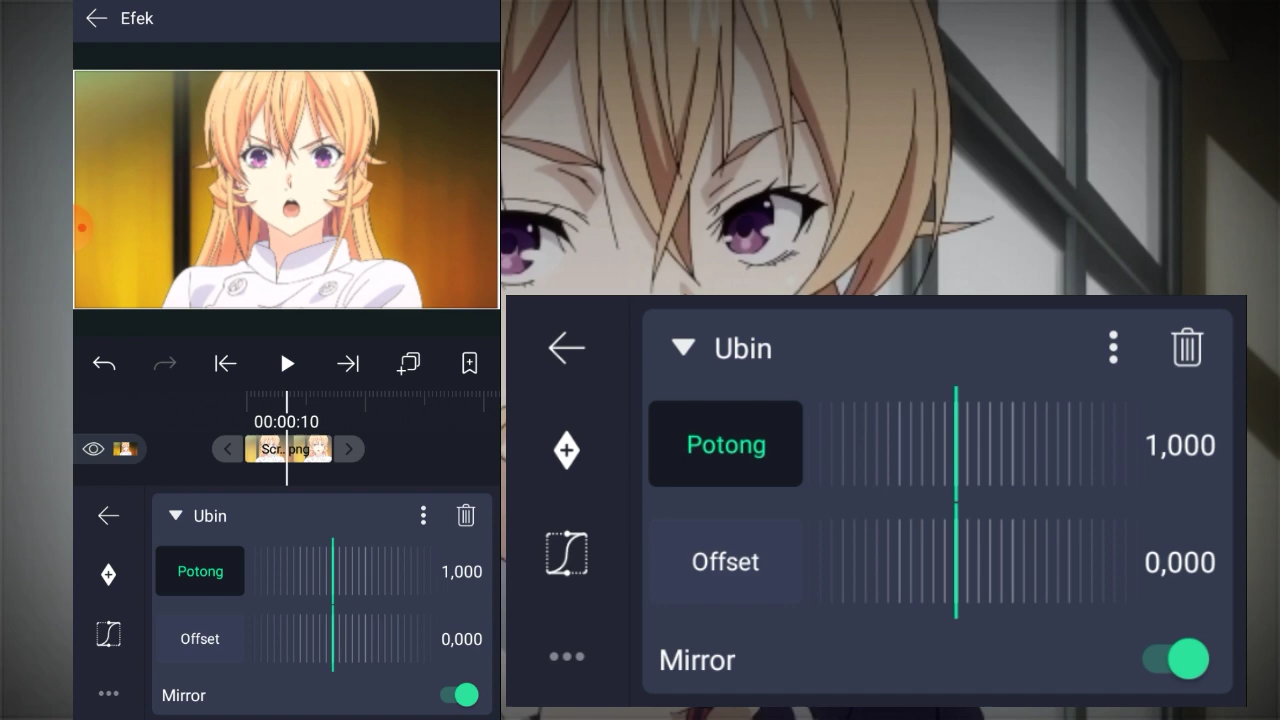 Efek
00:00:10
Scr..png
Ubin
Potong
1,000
Offset
0,000
Mirror
Ubin
Potong
1,000
Offset
0,000
Mirror